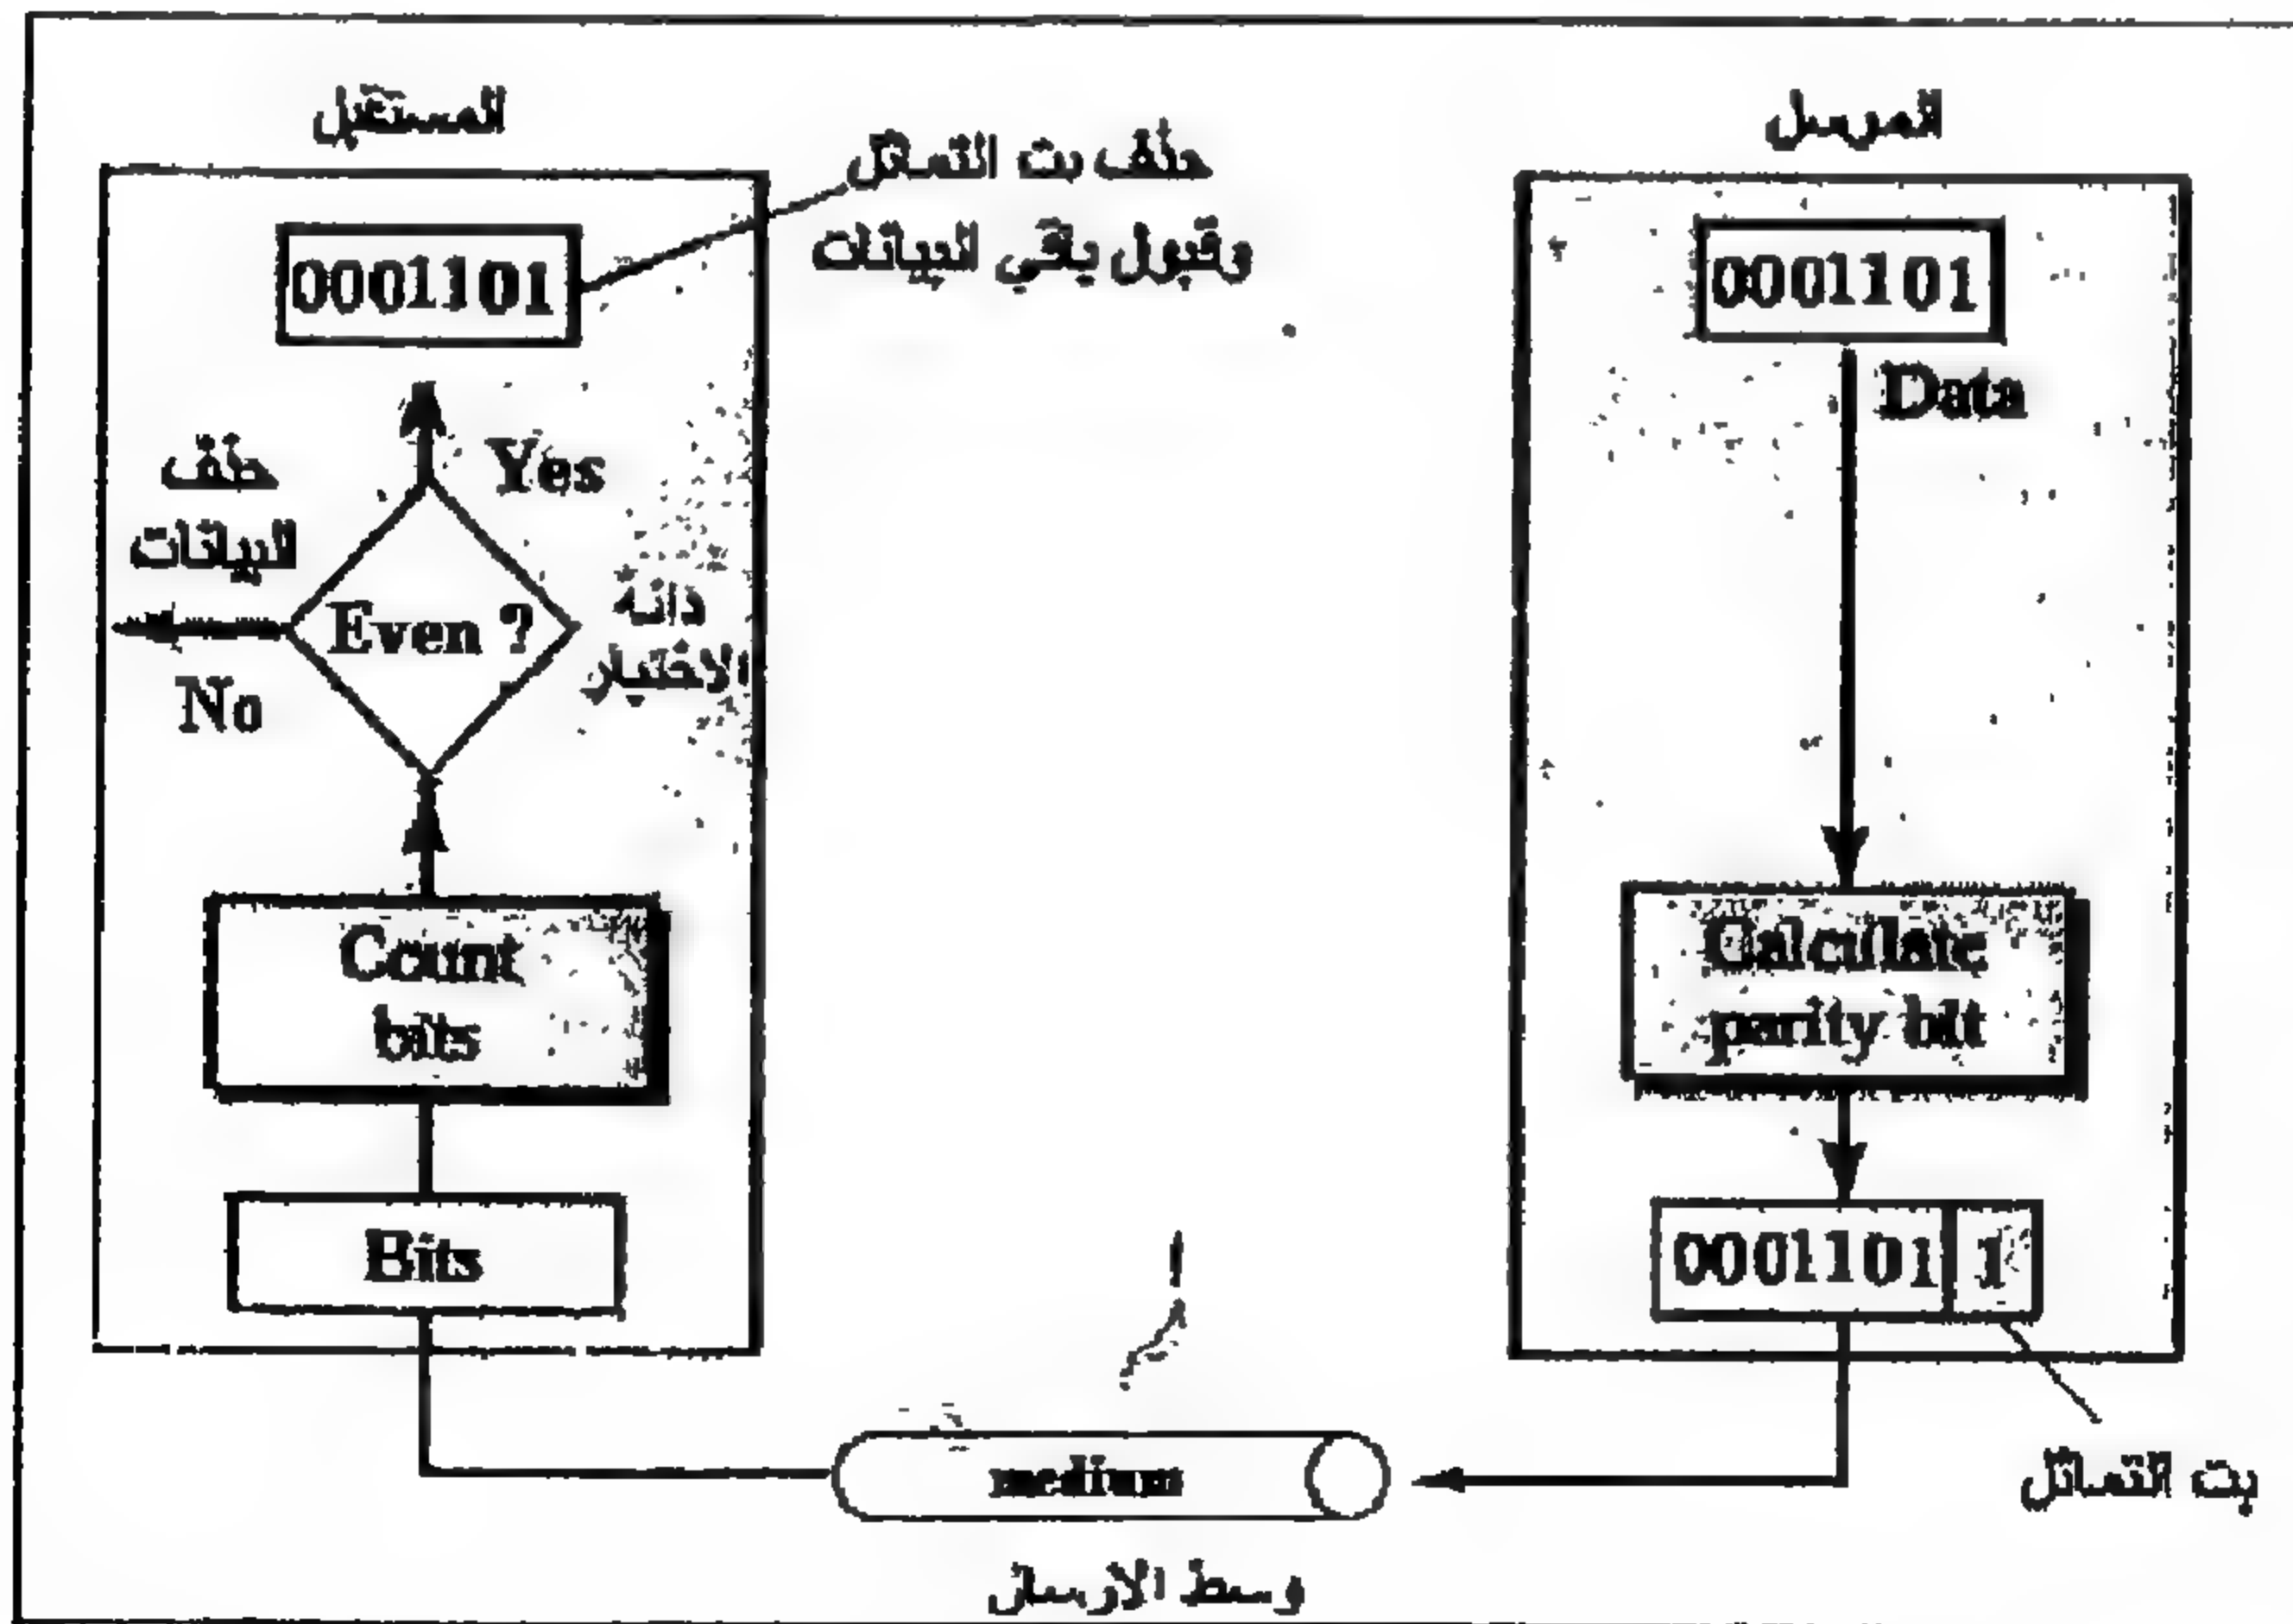 المرسل
0001101
Data
Calculate
parity bit
0001101 1
بت التماثل
medium
وسط الارسال
المستقبل
0001101
حذف بت التماثل
وقبول باقي البيانات
Yes
حذف
البيانات
Even ?
دالة
الاختبار
No
Count
bits
Bits